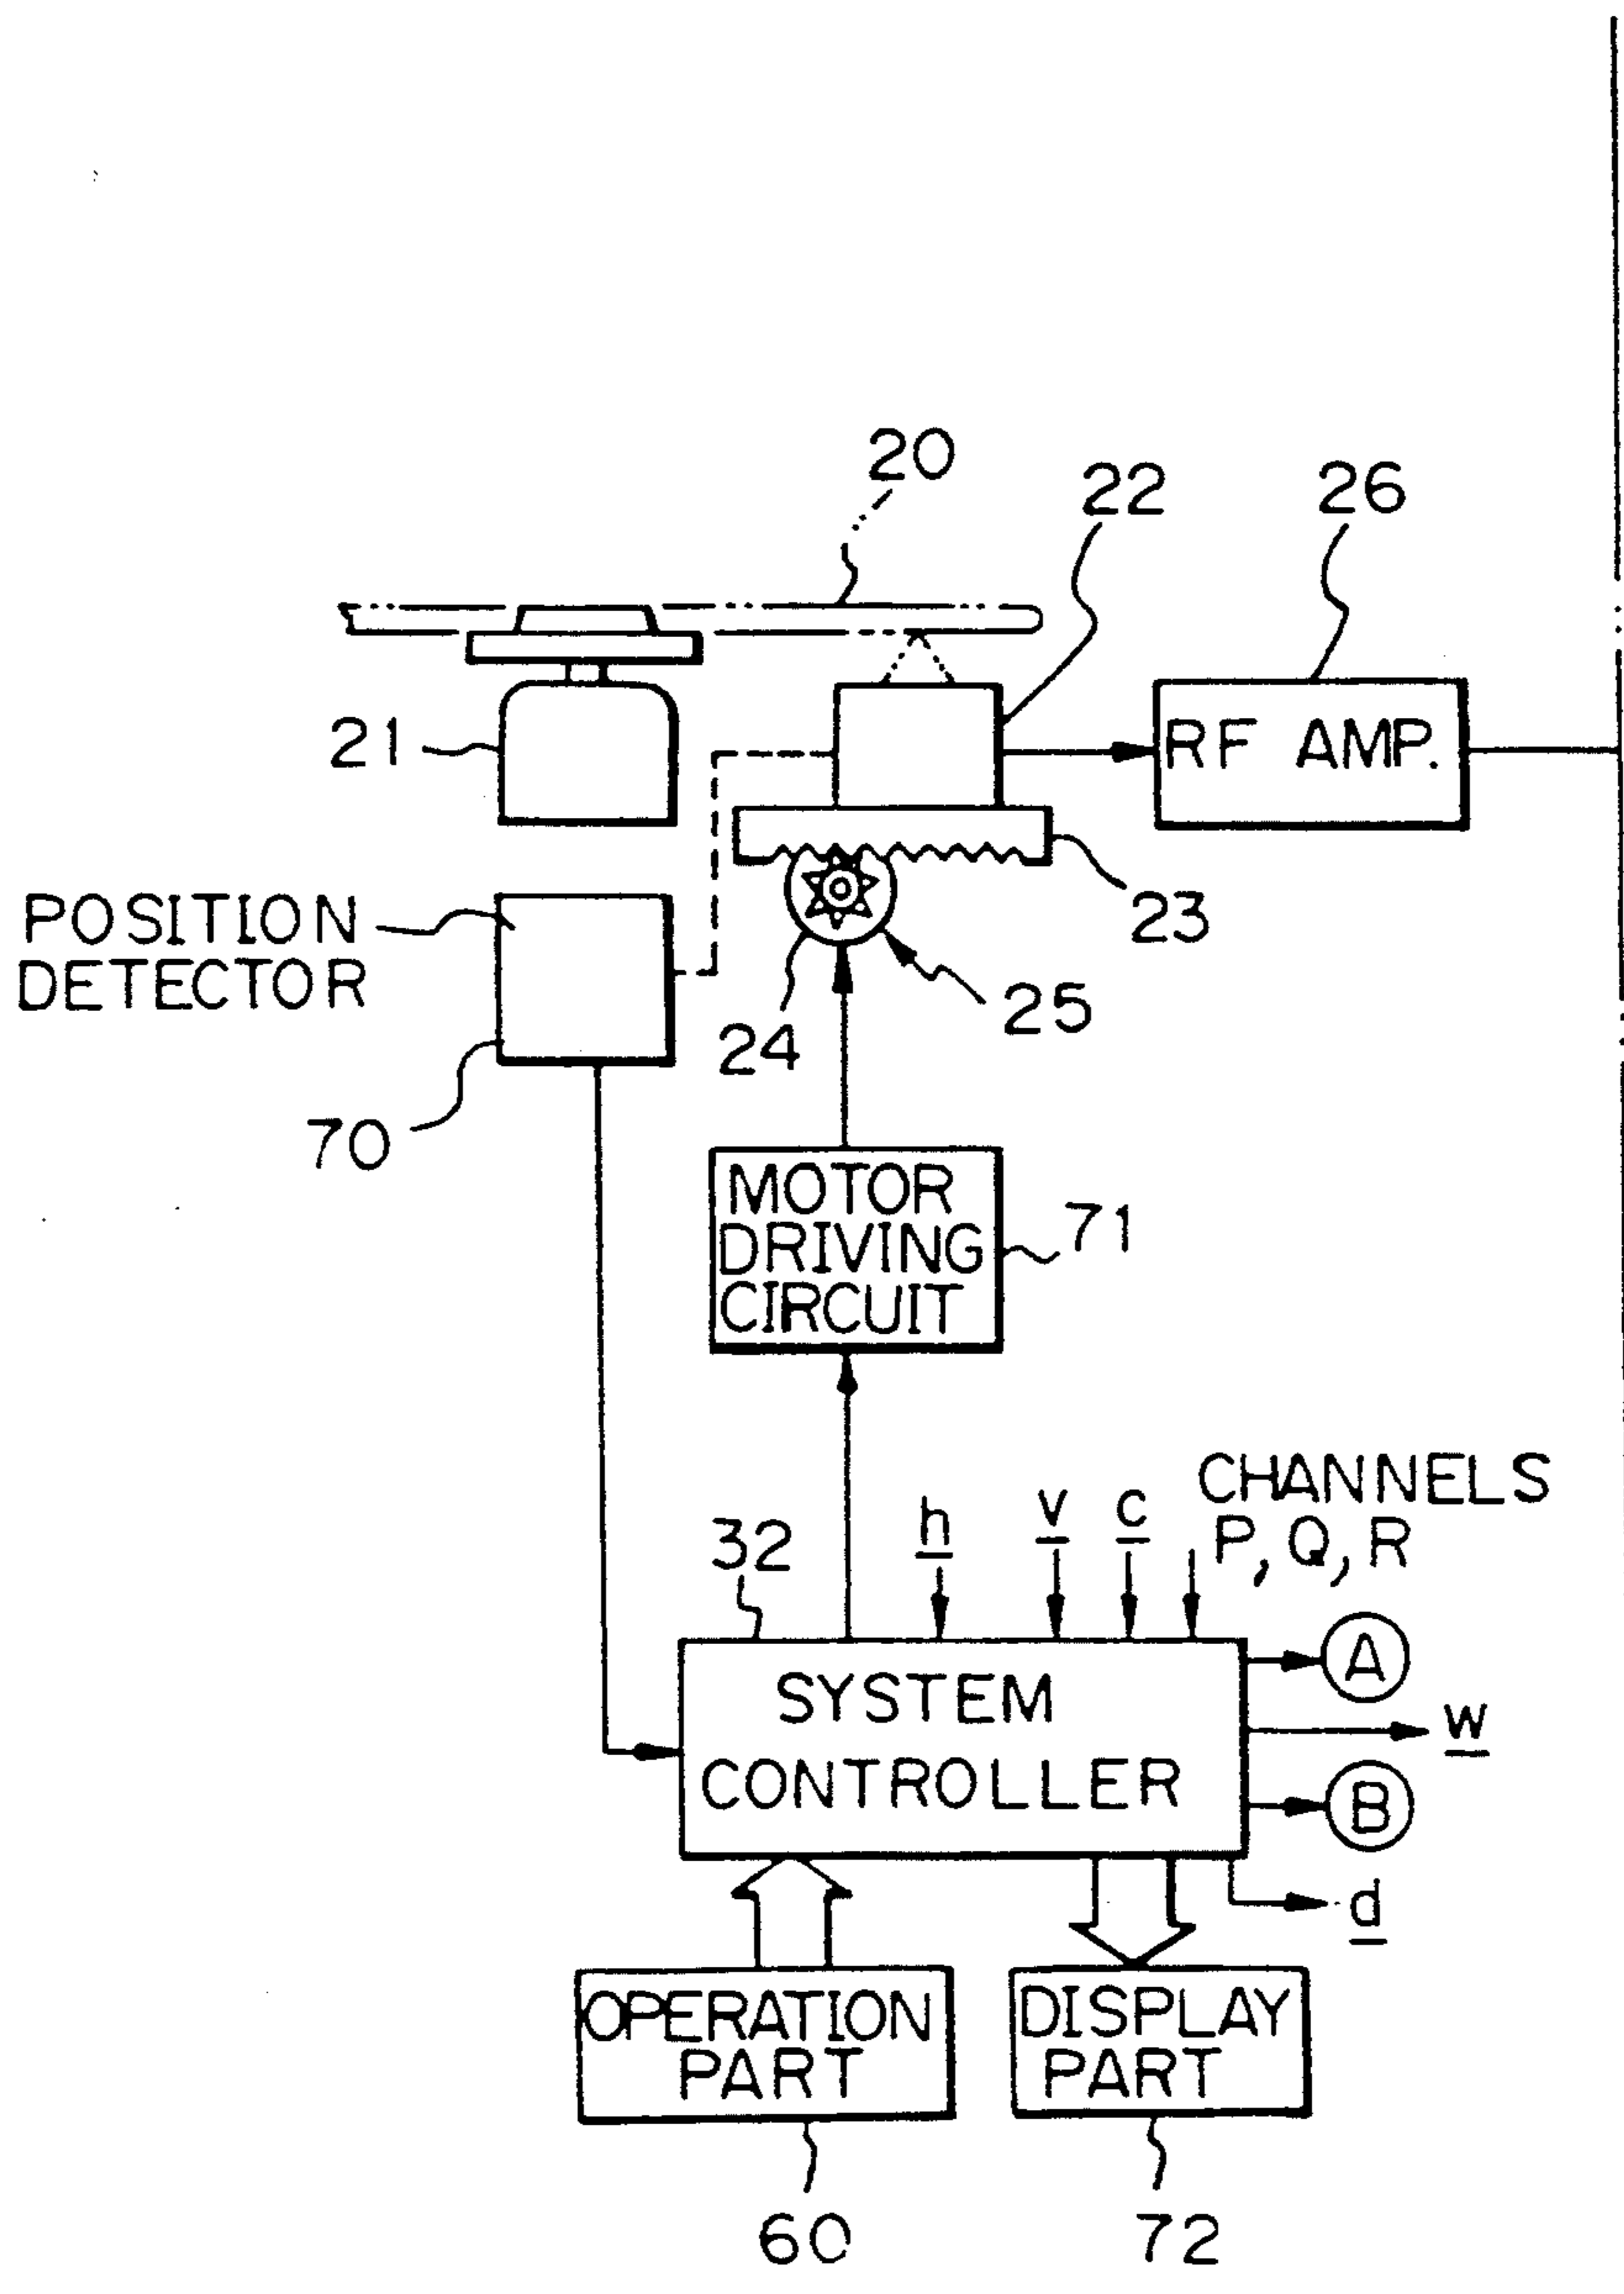 20
22
26
21
RF AMP.
23
POSITION
DETECTOR
25
24
70
MOTOR
DRIVING
CIRCUIT
71
CHANNELS
P, Q, R
h
v
c
32
SYSTEM
CONTROLLER
A
w
B
d
OPERATION
PART
DISPLAY
PART
60
72